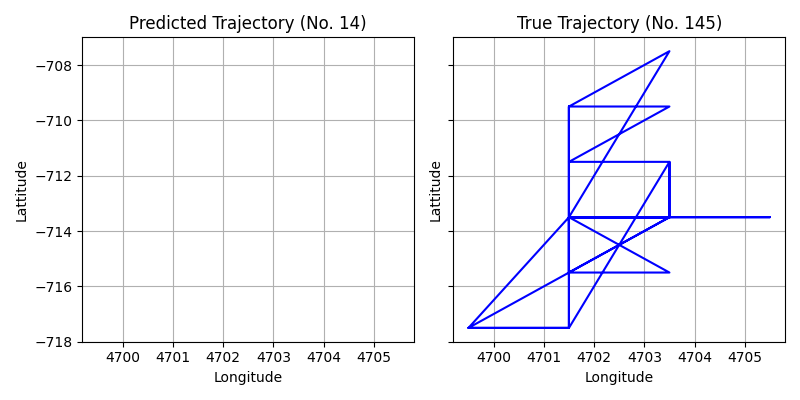 Predicted Trajectory (No. 14)
True Trajectory (No. 145)
−708
−710
−712
−714
−716
−718
Lattitude
Lattitude
4700 4701 4702 4703 4704 4705
4700 4701 4702 4703 4704 4705
Longitude
Longitude